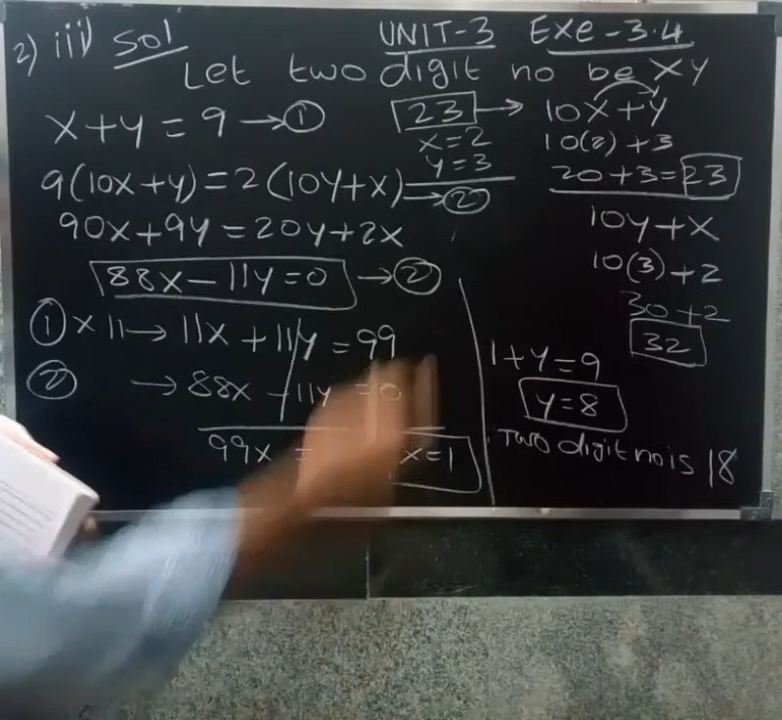 UNIT-3 EXe-3.4
2) iii) Sol
Let two digit no be XY
X+Y=9→①
9(10X+Y)=2(10Y+X)→②
90X+9Y=20Y+2X
88X-11Y=0 →②
①×11→ 11X+11Y=99
② →88X-11Y=0
99X =
X=1
23→ 10X+Y
X=2 10(2)+3
Y=3 20+3=23
10Y+X
10(3)+2
30+2
32
1+Y=9
Y=8
Two digit no is 18